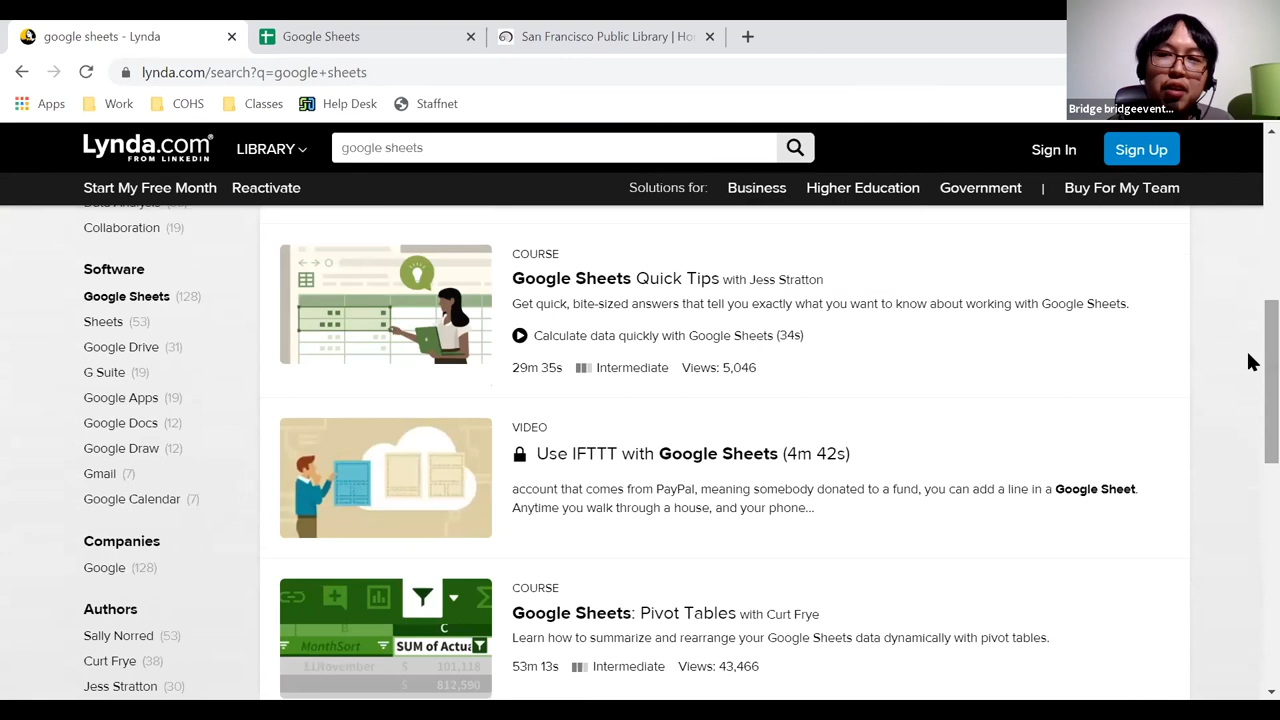 google sheets - Lynda
Google Sheets
San Francisco Public Library | Ho
lynda.com/search?q=google+sheets
Apps
Work
COHS
Classes
Help Desk
Staffnet
Bridge bridgeevent...
Lynda.com
FROM LINKEDIN
LIBRARY
google sheets
Sign In
Sign Up
Start My Free Month
Reactivate
Solutions for:
Business
Higher Education
Government
|
Buy For My Team
Data Analysis
Collaboration (19)
Software
Google Sheets (128)
Sheets (53)
Google Drive (31)
G Suite (19)
Google Apps (19)
Google Docs (12)
Google Draw (12)
Gmail (7)
Google Calendar (7)
Companies
Google (128)
Authors
Sally Norred (53)
Curt Frye (38)
Jess Stratton (30)
COURSE
Google Sheets Quick Tips with Jess Stratton
Get quick, bite-sized answers that tell you exactly what you want to know about working with Google Sheets.
Calculate data quickly with Google Sheets (34s)
29m 35s Intermediate Views: 5,046
VIDEO
Use IFTTT with Google Sheets (4m 42s)
account that comes from PayPal, meaning somebody donated to a fund, you can add a line in a Google Sheet.
Anytime you walk through a house, and your phone...
C
MonthSort SUM of Actua
11November $ 101,118
$ 812,590
COURSE
Google Sheets: Pivot Tables with Curt Frye
Learn how to summarize and rearrange your Google Sheets data dynamically with pivot tables.
53m 13s Intermediate Views: 43,466